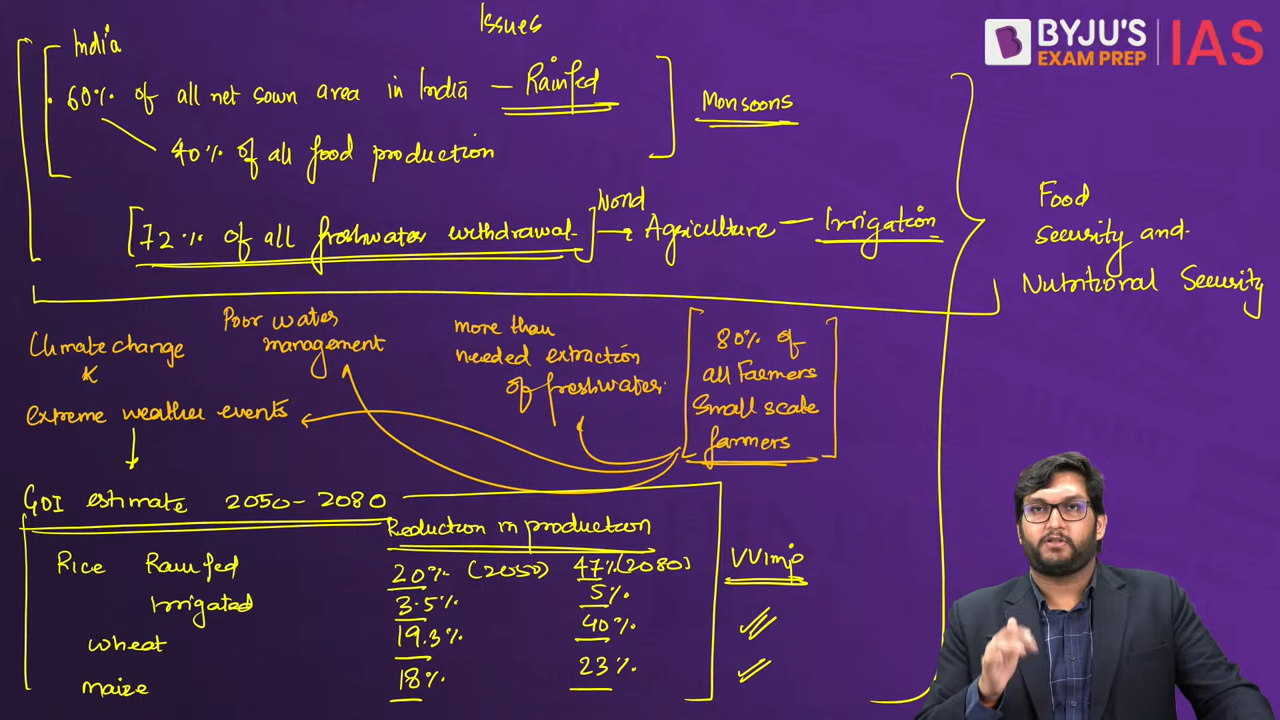 Issues
BYJU'S
EXAM PREP
IAS
India
60% of all net sown area in India — Rainfed
Monsoons
40% of all food production
[72% of all freshwater withdrawal] World → Agriculture — Irrigation
Food
security and
Nutritional Security
Climate change
&
extreme weather events
Poor water
management
more than
needed extraction
of freshwater
80% of
all Farmers
Small scale
farmers
GOI estimate 2050-2080
Reduction in production
Rice Rainfed 20% (2050) 47% (2080)
Irrigated 3.5% 5%
wheat 19.3% 40%
maize 18% 23%
VVImp